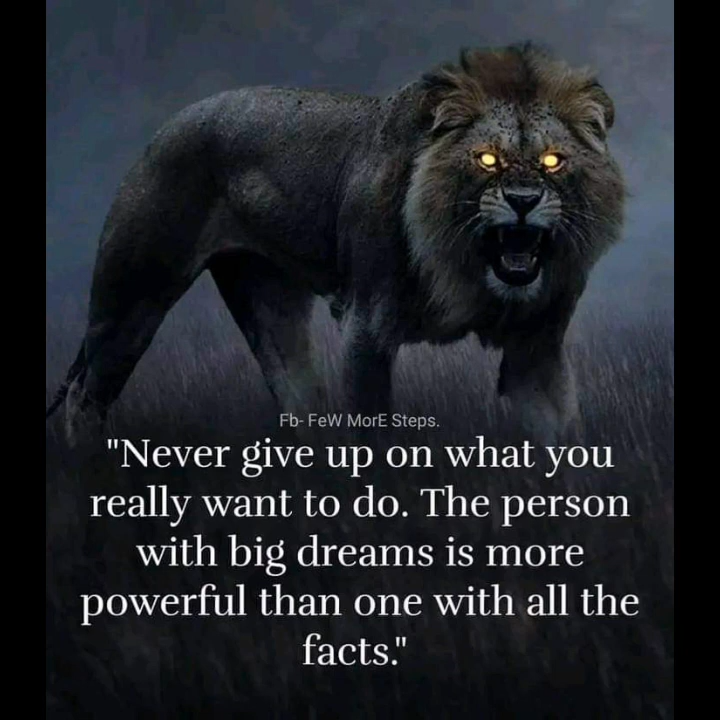 Fb- FeW MorE Steps.
"Never give up on what you
really want to do. The person
with big dreams is more
powerful than one with all the
facts."